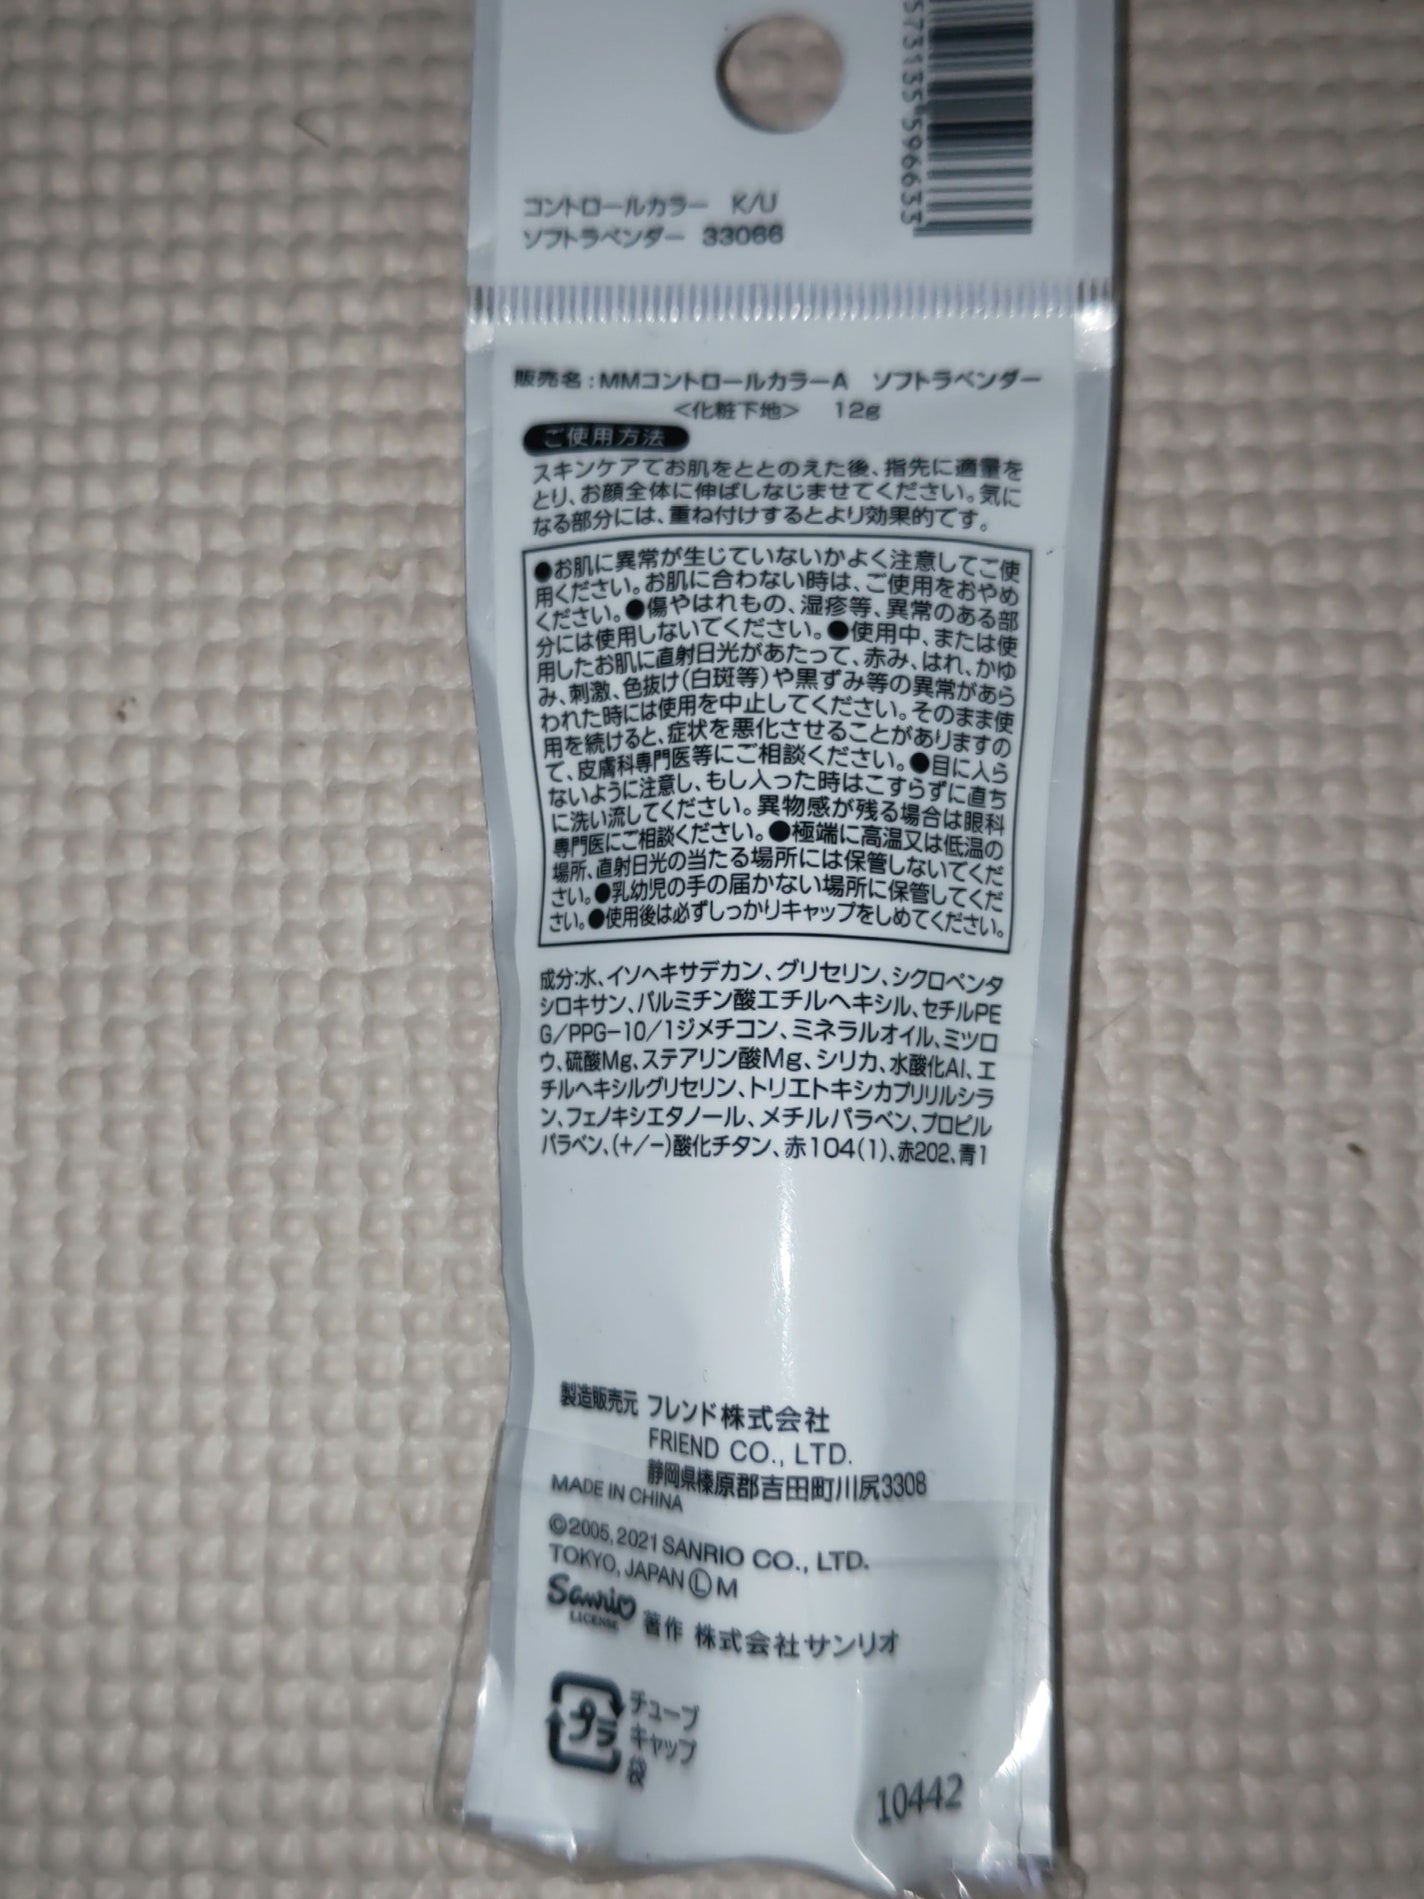 573135 596633
コントロールカラー K/U
ソフトラベンダー 33066
販売名:MMコントロールカラーA ソフトラベンダー
<化粧下地> 12g
ご使用方法
スキンケアでお肌をととのえた後、指先に適量を
とり、お顔全体に伸ばしなじませてください。気に
なる部分には、重ね付けするとより効果的です。
●お肌に異常が生じていないかよく注意してご使
用ください。お肌に合わない時は、ご使用をおやめ
ください。●傷やはれもの、湿疹等、異常のある部
分には使用しないでください。●使用中、または使
用したお肌に直射日光があたって、赤み、はれ、かゆ
み、刺激、色抜け(白斑等)や黒ずみ等の異常があら
われた時には使用を中止してください。そのまま使
用を続けると、症状を悪化させることがありますの
で、皮膚科専門医等にご相談ください。●目に入ら
ないように注意し、もし入った時はこすらずに直ち
に洗い流してください。異物感が残る場合は眼科
専門医にご相談ください。●極端に高温又は低温の
場所、直射日光の当たる場所には保管しないでくだ
さい。●乳幼児の手の届かない場所に保管してくだ
さい。●使用後は必ずしっかりキャップをしめてください。
成分:水、イソヘキサデカン、グリセリン、シクロペンタ
シロキサン、パルミチン酸エチルヘキシル、セチルPE
G/PPG-10/1ジメチコン、ミネラルオイル、ミツロ
ウ、硫酸Mg、ステアリン酸Mg、シリカ、水酸化Al、エ
チルヘキシルグリセリン、トリエトキシカプリリルシラ
ン、フェノキシエタノール、メチルパラベン、プロピル
パラベン、(+/-)酸化チタン、赤104(1)、赤202、青1
製造販売元 フレンド株式会社
FRIEND CO., LTD.
静岡県榛原郡吉田町川尻3308
MADE IN CHINA
©2005, 2021 SANRIO CO., LTD.
TOKYO, JAPAN Ⓛ M
Sanrio
LICENSE 著作 株式会社サンリオ
プラ
チューブ
キャップ
袋
10442